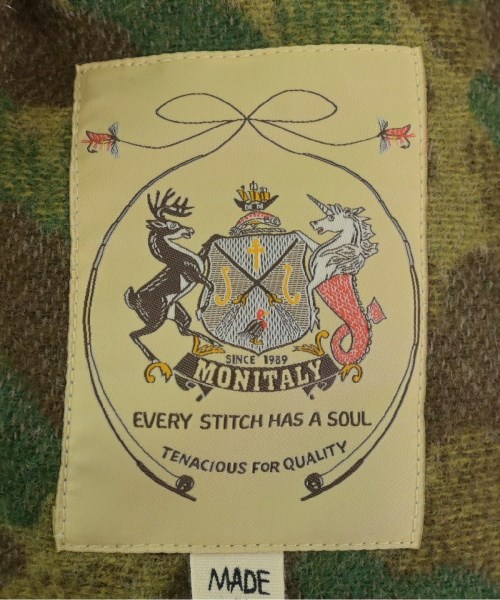 SINCE 1989
MONITALY
EVERY STITCH HAS A SOUL
TENACIOUS FOR QUALITY
MADE